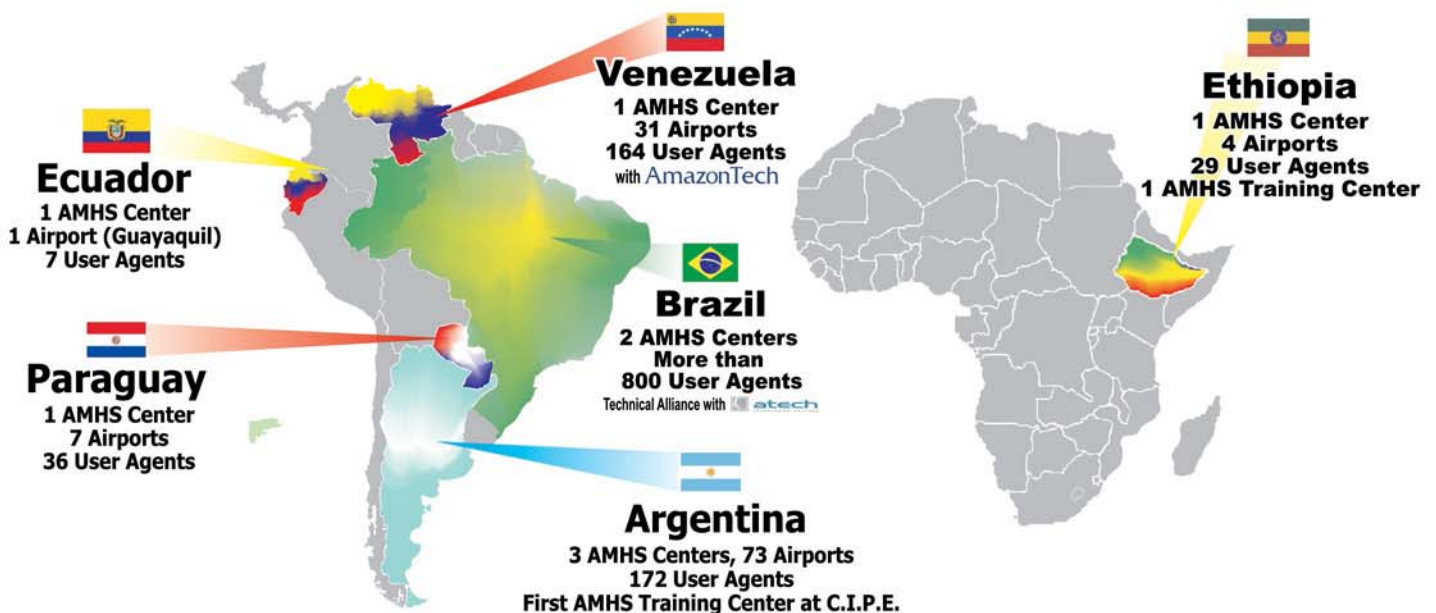 Venezuela
1 AMHS Center
31 Airports
164 User Agents
with AmazonTech
Ethiopia
1 AMHS Center
4 Airports
29 User Agents
1 AMHS Training Center
Ecuador
1 AMHS Center
1 Airport (Guayaquil)
7 User Agents
Brazil
2 AMHS Centers
More than
800 User Agents
Technical Alliance with atech
Paraguay
1 AMHS Center
7 Airports
36 User Agents
Argentina
3 AMHS Centers, 73 Airports
172 User Agents
First AMHS Training Center at C.I.P.E.